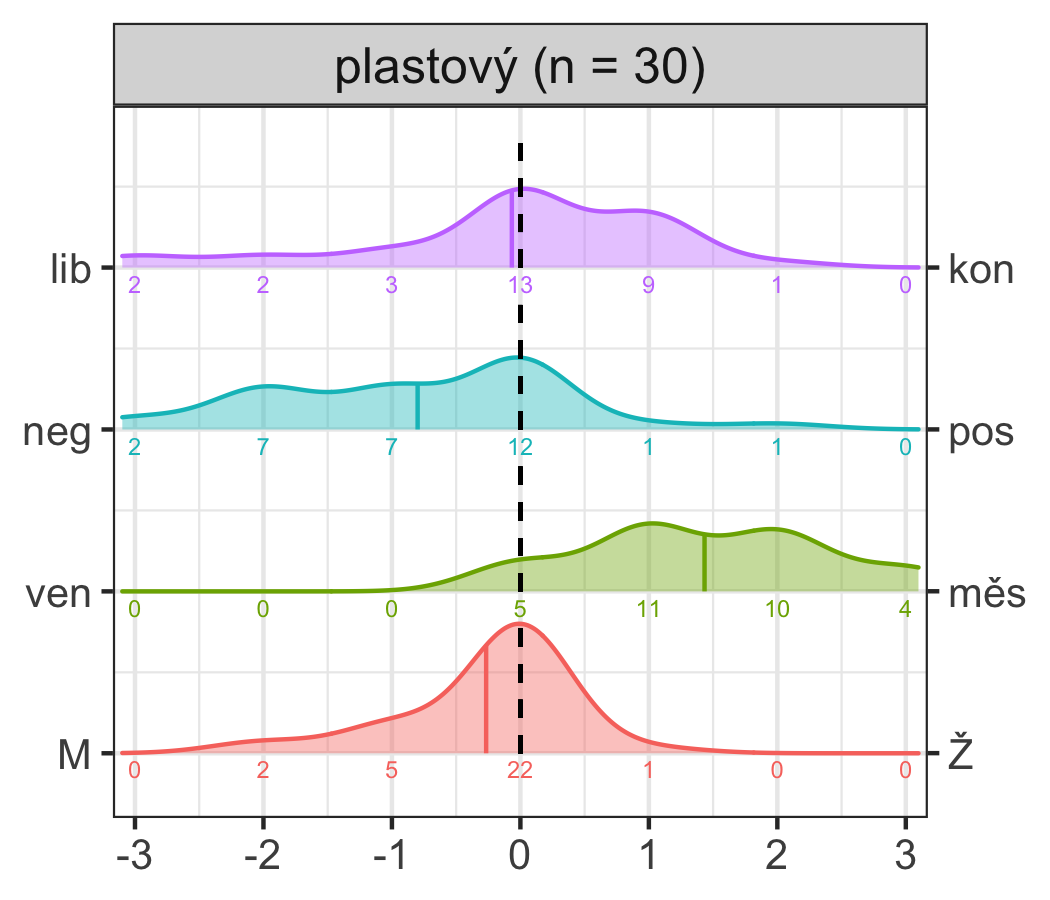 plastový (n = 30)
lib kon
2 2 3 13 9 1 0
neg pos
2 7 7 12 1 1 0
ven měs
0 0 0 5 11 10 4
M Ž
0 2 5 22 1 0 0
-3 -2 -1 0 1 2 3